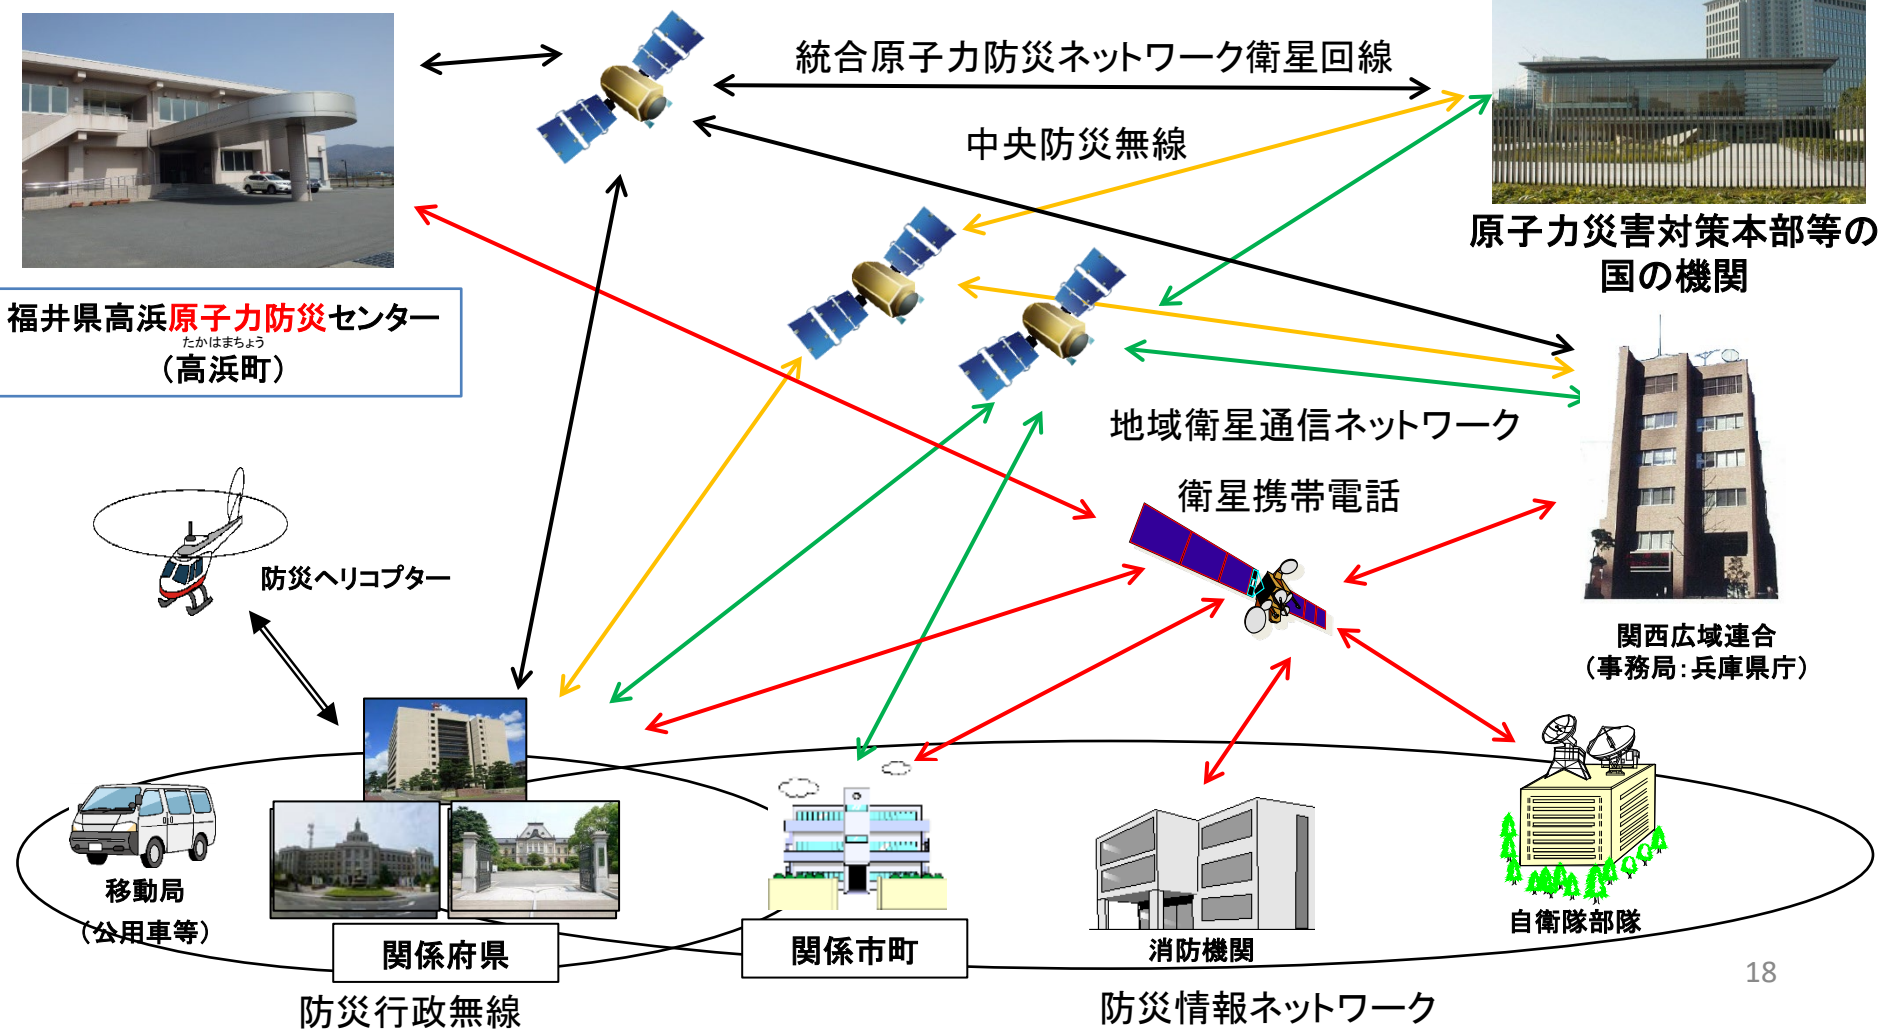 統合原子力防災ネットワーク衛星回線
中央防災無線
原子力災害対策本部等の
国の機関
福井県高浜原子力防災センター
たかはまちょう
（高浜町）
地域衛星通信ネットワーク
衛星携帯電話
防災ヘリコプター
関西広域連合
（事務局：兵庫県庁）
移動局
（公用車等）
関係府県
関係市町
消防機関
自衛隊部隊
防災行政無線
防災情報ネットワーク
18